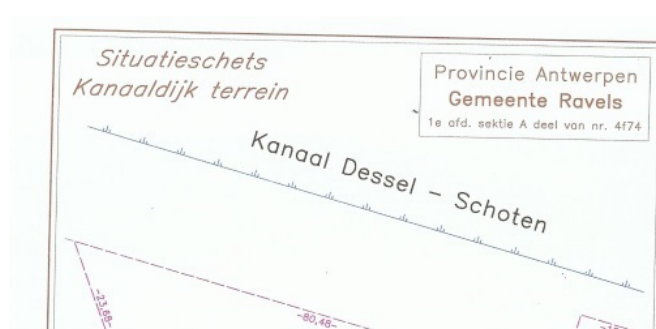 Situatieschets
Kanaaldijk terrein
Provincie Antwerpen
Gemeente Ravels
1e afd. sektie A deel van nr. 4f74
Kanaal Dessel - Schoten
-23,68-
-80,48-